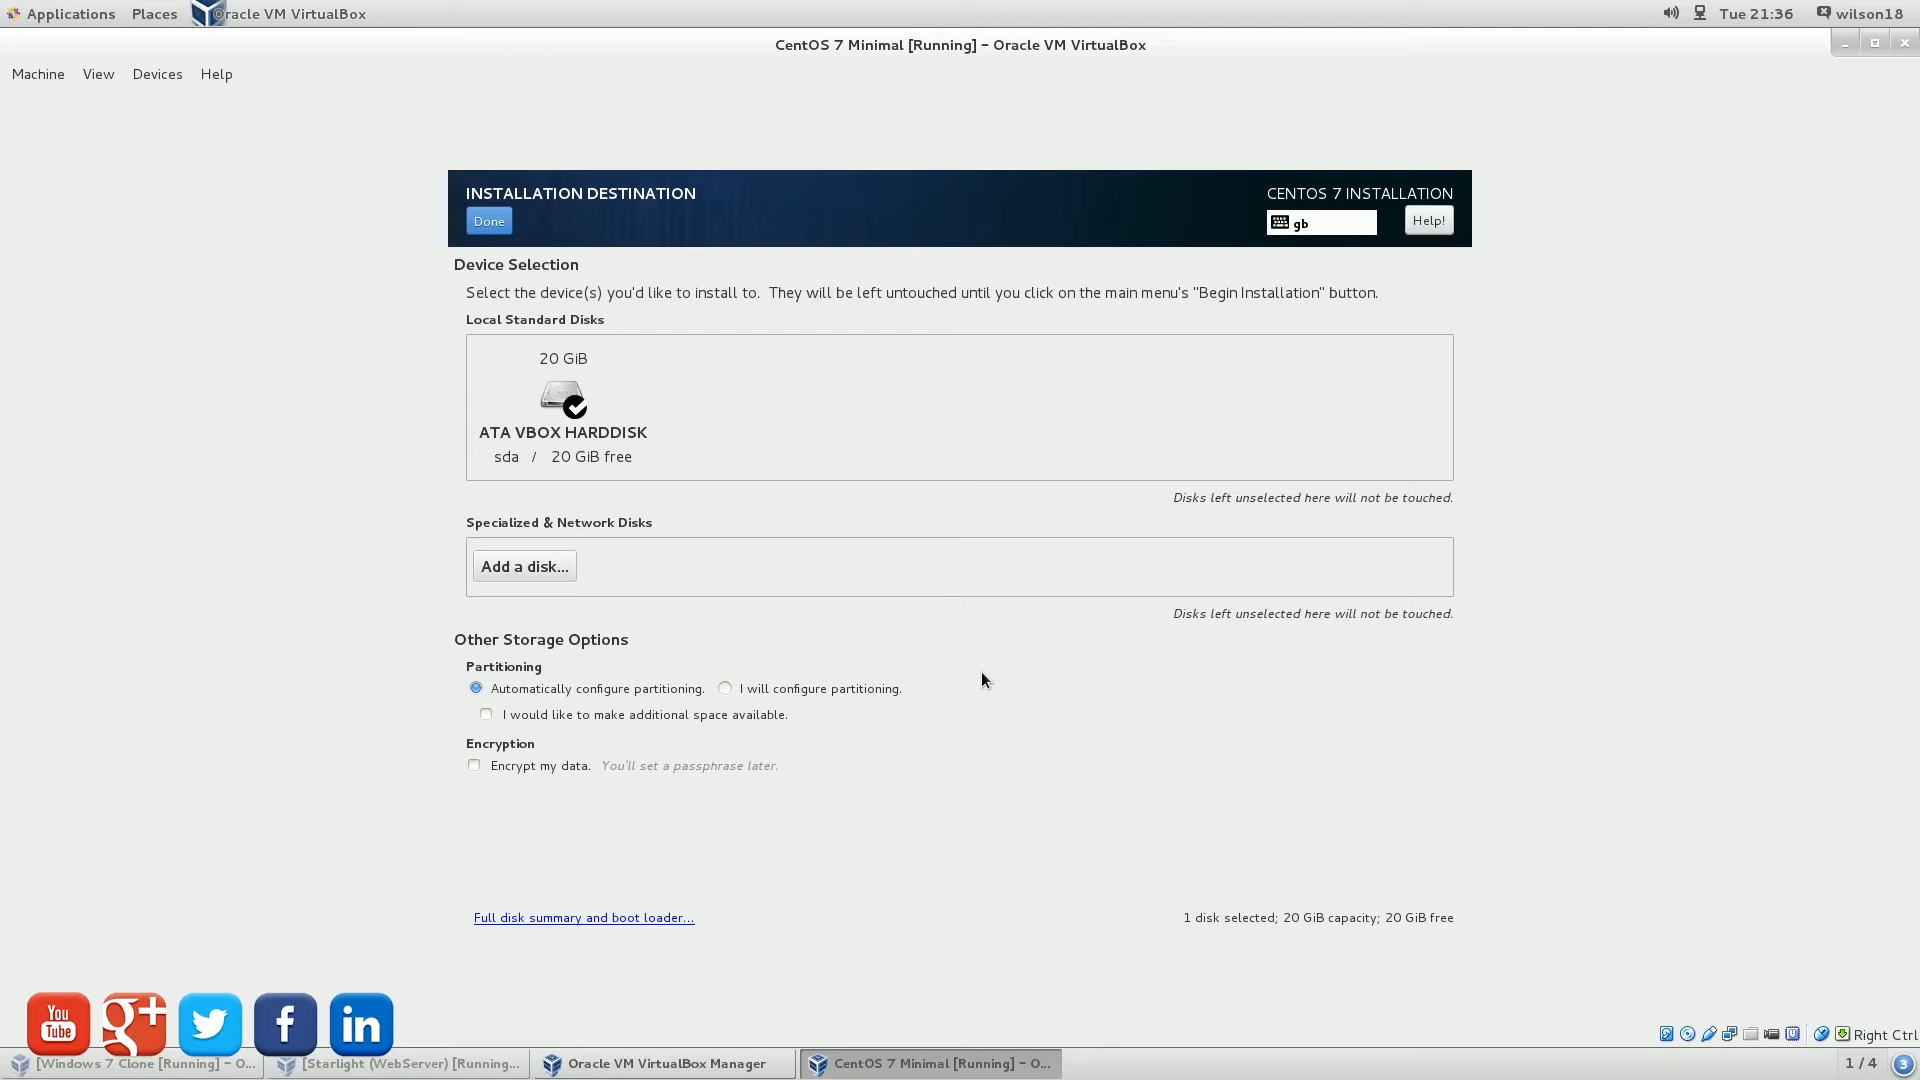 Applications Places Oracle VM VirtualBox Tue 21:36 wilson18
CentOS 7 Minimal [Running] - Oracle VM VirtualBox
Machine View Devices Help
INSTALLATION DESTINATION
CENTOS 7 INSTALLATION
Done
gb
Help!
Device Selection
Select the device(s) you'd like to install to. They will be left untouched until you click on the main menu's "Begin Installation" button.
Local Standard Disks
20 GiB
ATA VBOX HARDDISK
sda / 20 GiB free
Disks left unselected here will not be touched.
Specialized & Network Disks
Add a disk...
Disks left unselected here will not be touched.
Other Storage Options
Partitioning
Automatically configure partitioning. I will configure partitioning.
I would like to make additional space available.
Encryption
Encrypt my data. You'll set a passphrase later.
Full disk summary and boot loader...
1 disk selected; 20 GiB capacity; 20 GiB free
You
Tube
g+
f
in
Right Ctrl
[Windows 7 Clone [Running] - O... [Starlight (WebServer) [Running... Oracle VM VirtualBox Manager CentOS 7 Minimal [Running] - O... 1 / 4 3